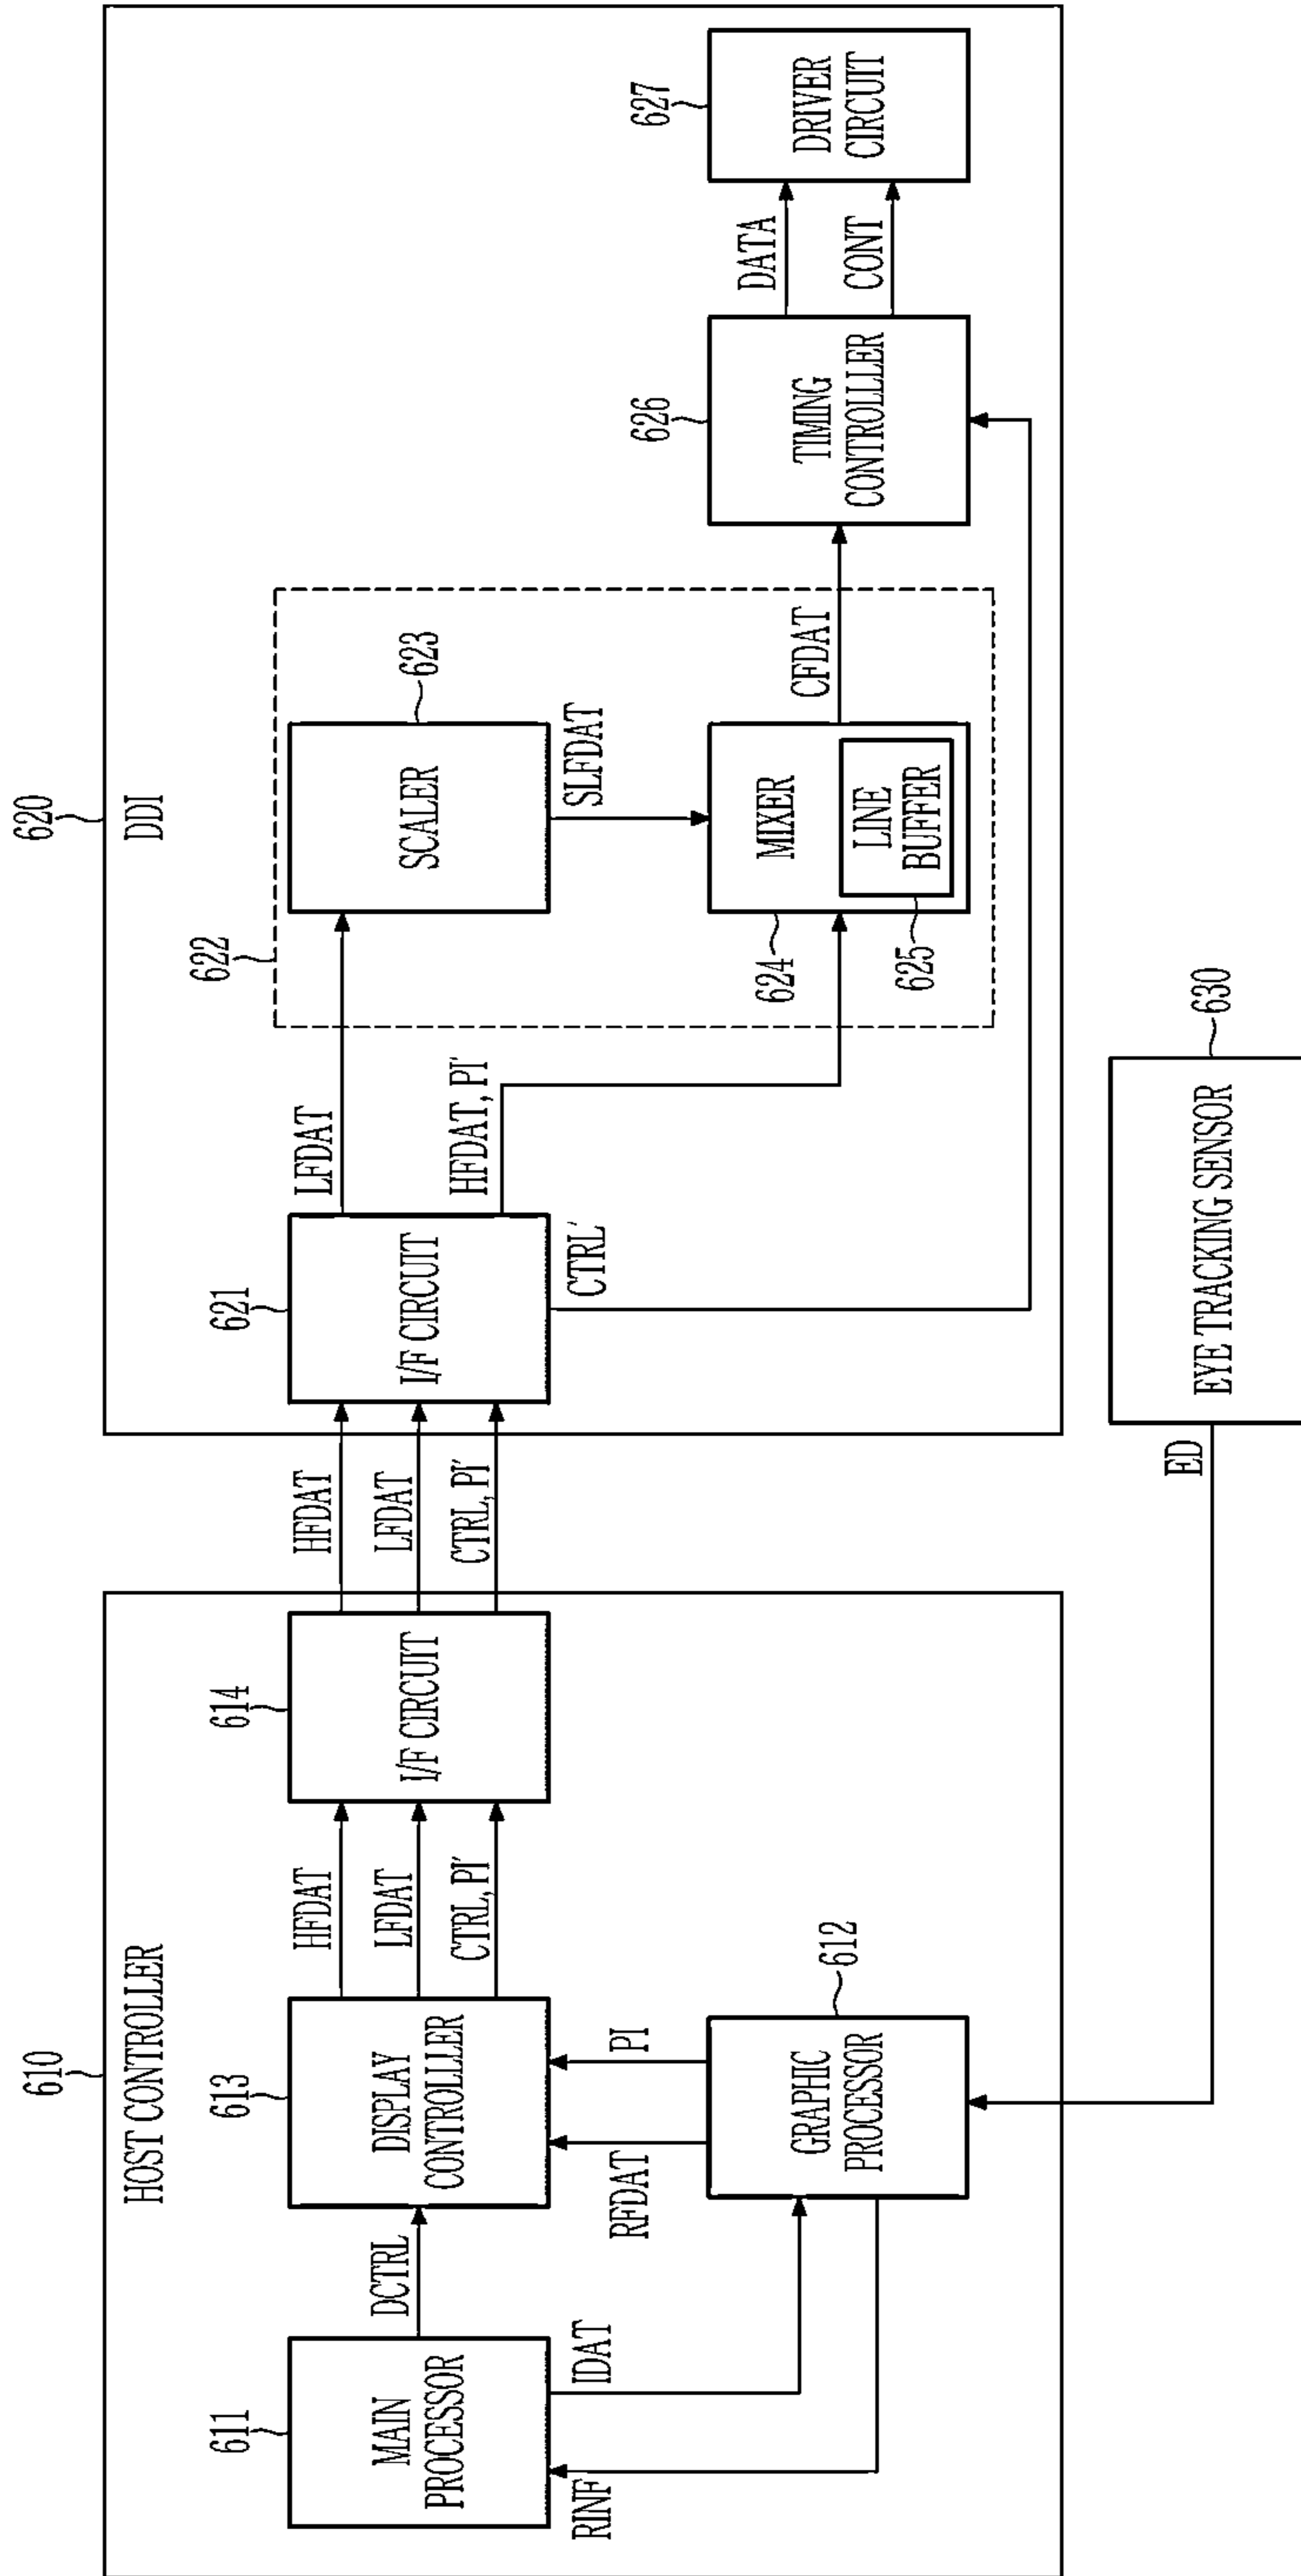 610
HOST CONTROLLER
611
MAIN
PROCESSOR
DCTRL
613
DISPLAY
CONTROLLER
HFDAT
LFDAT
CTRL, PI'
614
I/F CIRCUIT
RINF
IDAT
RFDAT
PI
GRAPHIC
PROCESSOR
612
HFDAT
LFDAT
CTRL, PI'
620
DDI
621
I/F CIRCUIT
LFDAT
HFDAT, PI'
CTRL'
622
SCALER
623
SLFDAT
MIXER
LINE
BUFFER
624
625
CFDAT
626
TIMING
CONTROLLLER
DATA
CONT
627
DRIVER
CIRCUIT
ED
EYE TRACKING SENSOR
630